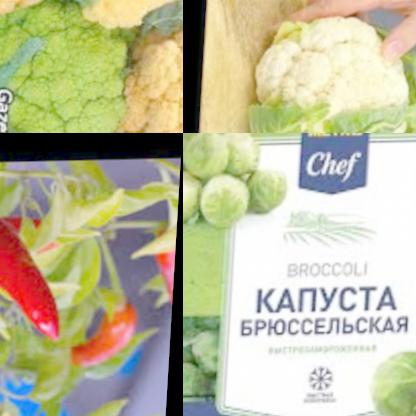 Chef
BROCCOLI
КАПУСТА
БРЮССЕЛЬСКАЯ
БЫСТРОЗАМОРОЖЕННАЯ